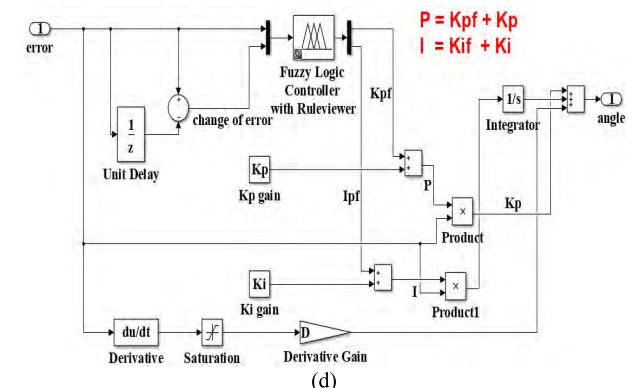 P = Kpf + Kp
I = Kif + Ki
1
error
Fuzzy Logic
Controller
with Ruleviewer
Kpf
1/s
Integrator
1
angle
+
-
change of error
1
z
Unit Delay
Kp
Kp gain
+
+
P
×
Product
Kp
Ipf
+
+
Ki
Ki gain
I
×
Product1
+
+
+
du/dt
Derivative
Saturation
D
Derivative Gain
(d)